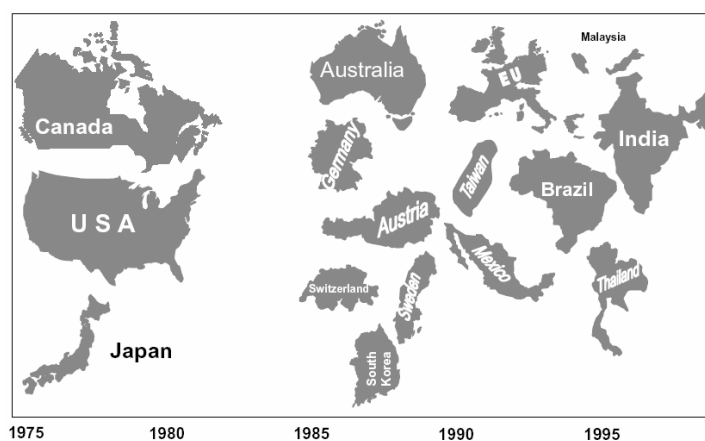 Malaysia
Australia
EU
Canada
Germany
India
Taiwan
Brazil
USA
Austria
Mexico
Thailand
Switzerland
Sweden
Japan
South
Korea
1975 1980 1985 1990 1995